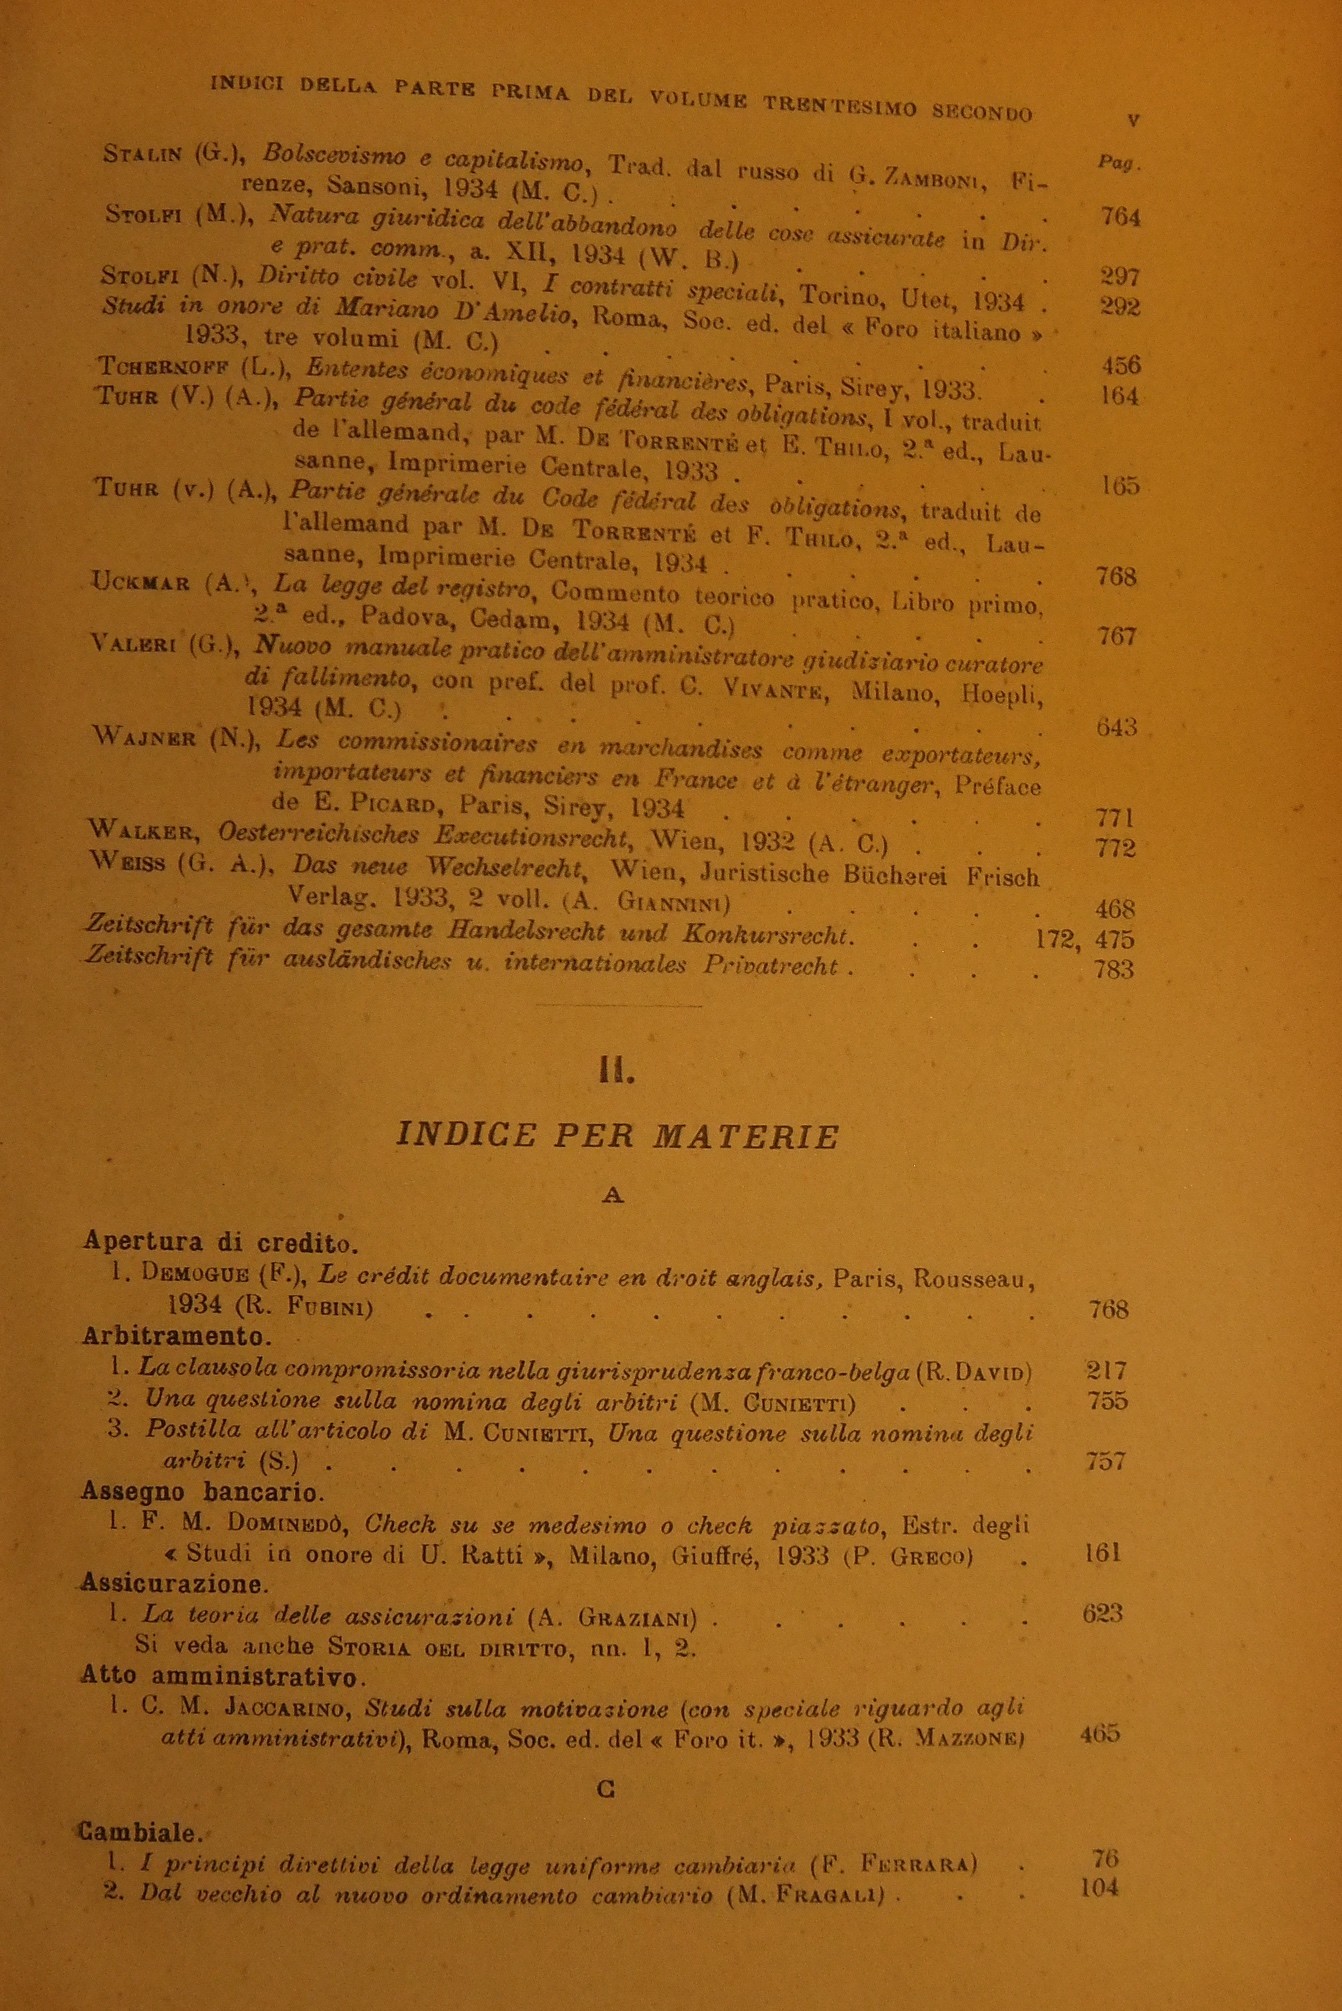 INDICI DELLA PARTE PRIMA DEL VOLUME TRENTESIMO SECONDO V
Pag.
STALIN (G.), Bolscevismo e capitalismo, Trad. dal russo di G. ZAMBONI, Fi-
renze, Sansoni, 1934 (M. C.) . . . . . . . 764
STOLFI (M.), Natura giuridica dell'abbandono delle cose assicurate in Dir.
e prat. comm., a. XII, 1934 (W. B.) . . . . . 297
STOLFI (N.), Diritto civile vol. VI, I contratti speciali, Torino, Utet, 1934 . 292
Studi in onore di Mariano D'Amelio, Roma, Soc. ed. del « Foro italiano »
1933, tre volumi (M. C.) . . . . . . . . 456
TCHERNOFF (L.), Ententes économiques et financières, Paris, Sirey, 1933. . 164
TUHR (V.) (A.), Partie général du code fédéral des obligations, I vol., traduit
de l'allemand, par M. DE TORRENTÉ et E. THILO, 2.ª ed., Lau-
sanne, Imprimerie Centrale, 1933 . . . . . . 165
TUHR (v.) (A.), Partie générale du Code fédéral des obligations, traduit de
l'allemand par M. DE TORRENTÉ et F. THILO, 2.ª ed., Lau-
sanne, Imprimerie Centrale, 1934 . . . . . . 768
UCKMAR (A.), La legge del registro, Commento teorico pratico, Libro primo,
2.ª ed., Padova, Cedam, 1934 (M. C.) . . . . . 767
VALERI (G.), Nuovo manuale pratico dell'amministratore giudiziario curatore
di fallimento, con pref. del prof. C. VIVANTE, Milano, Hoepli,
1934 (M. C.) . . . . . . . . . . 643
WAJNER (N.), Les commissionaires en marchandises comme exportateurs,
importateurs et financiers en France et à l'étranger, Préface
de E. PICARD, Paris, Sirey, 1934 . . . . . . 771
WALKER, Oesterreichisches Executionsrecht, Wien, 1932 (A. C.) . . . 772
WEISS (G. A.), Das neue Wechselrecht, Wien, Juristische Bücherei Frisch
Verlag. 1933, 2 voll. (A. GIANNINI) . . . . . 468
Zeitschrift für das gesamte Handelsrecht und Konkursrecht. . . 172, 475
Zeitschrift für ausländisches u. internationales Privatrecht . . . . 783
II.
INDICE PER MATERIE
A
Apertura di credito.
1. DEMOGUE (F.), Le crédit documentaire en droit anglais, Paris, Rousseau,
1934 (R. FUBINI) . . . . . . . . . . . 768
Arbitramento.
1. La clausola compromissoria nella giurisprudenza franco-belga (R. DAVID) 217
2. Una questione sulla nomina degli arbitri (M. CUNIETTI) . . . 755
3. Postilla all'articolo di M. CUNIETTI, Una questione sulla nomina degli
arbitri (S.) . . . . . . . . . . . . 757
Assegno bancario.
1. F. M. DOMINEDÒ, Check su se medesimo o check piazzato, Estr. degli
« Studi in onore di U. Ratti », Milano, Giuffré, 1933 (P. GRECO) . 161
Assicurazione.
1. La teoria delle assicurazioni (A. GRAZIANI) . . . . . . 623
Si veda anche STORIA OEL DIRITTO, nn. 1, 2.
Atto amministrativo.
1. C. M. JACCARINO, Studi sulla motivazione (con speciale riguardo agli
atti amministrativi), Roma, Soc. ed. del « Foro it. », 1933 (R. MAZZONE) 465
C
Cambiale.
1. I principi direttivi della legge uniforme cambiaria (F. FERRARA) . 76
2. Dal vecchio al nuovo ordinamento cambiario (M. FRAGALI) . . . 104